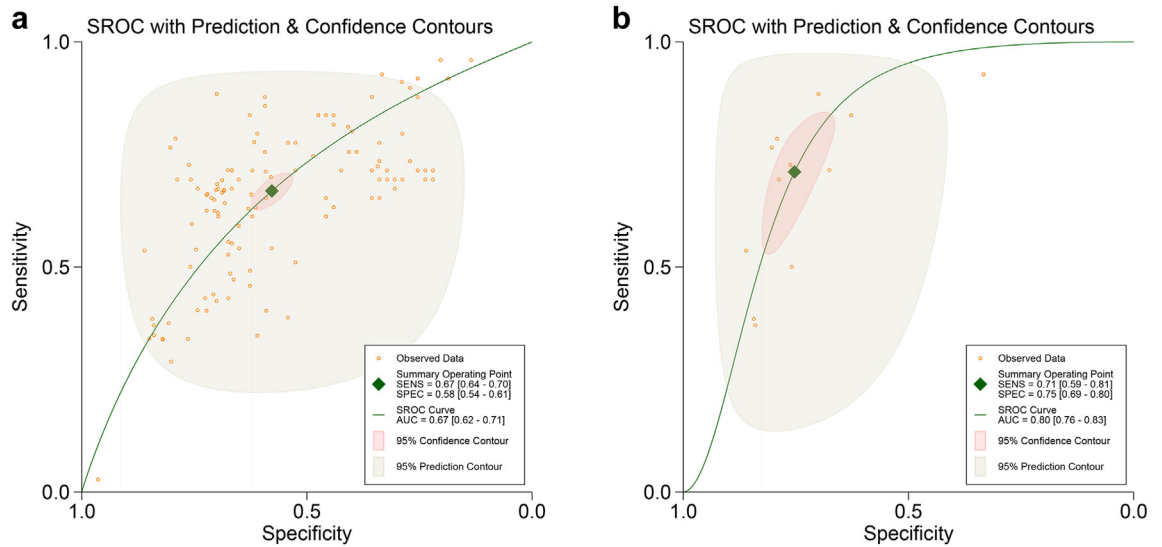 a
SROC with Prediction & Confidence Contours
1.0
0.5
0.0
Sensitivity
1.0
0.5
0.0
Specificity
Observed Data
Summary Operating Point
SENS = 0.67 [0.64 - 0.70]
SPEC = 0.58 [0.54 - 0.61]
SROC Curve
AUC = 0.67 [0.62 - 0.71]
95% Confidence Contour
95% Prediction Contour
b
SROC with Prediction & Confidence Contours
1.0
0.5
0.0
Sensitivity
1.0
0.5
0.0
Specificity
Observed Data
Summary Operating Point
SENS = 0.71 [0.59 - 0.81]
SPEC = 0.75 [0.69 - 0.80]
SROC Curve
AUC = 0.80 [0.76 - 0.83]
95% Confidence Contour
95% Prediction Contour